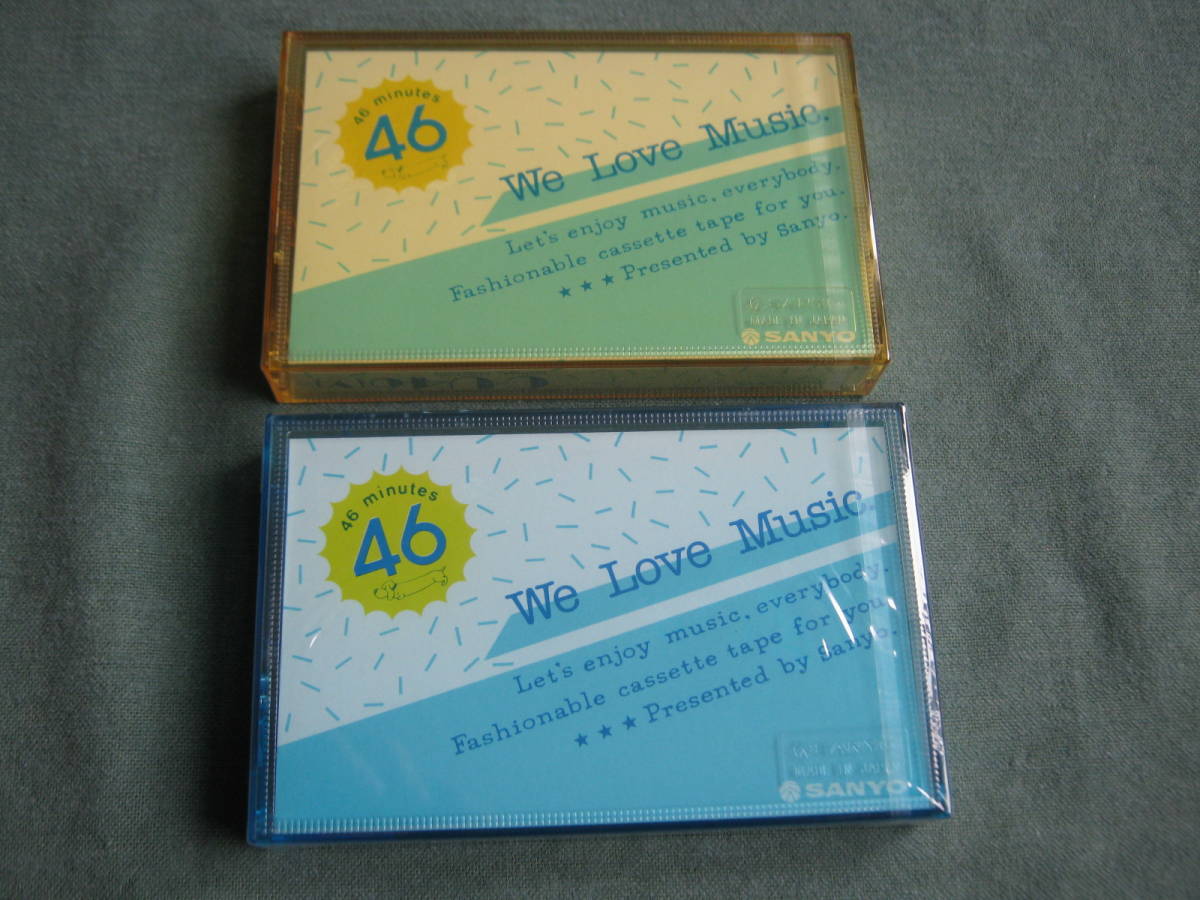 46 minutes
46
We Love Music.
Let's enjoy music, everybody.
Fashionable cassette tape for you.
★★★Presented by Sanyo.
MADE IN JAPAN
SANYO
46 minutes
46
We Love Music.
Let's enjoy music, everybody.
Fashionable cassette tape for you
★★★Presented by Sanyo.
MADE IN JAPAN
SANYO